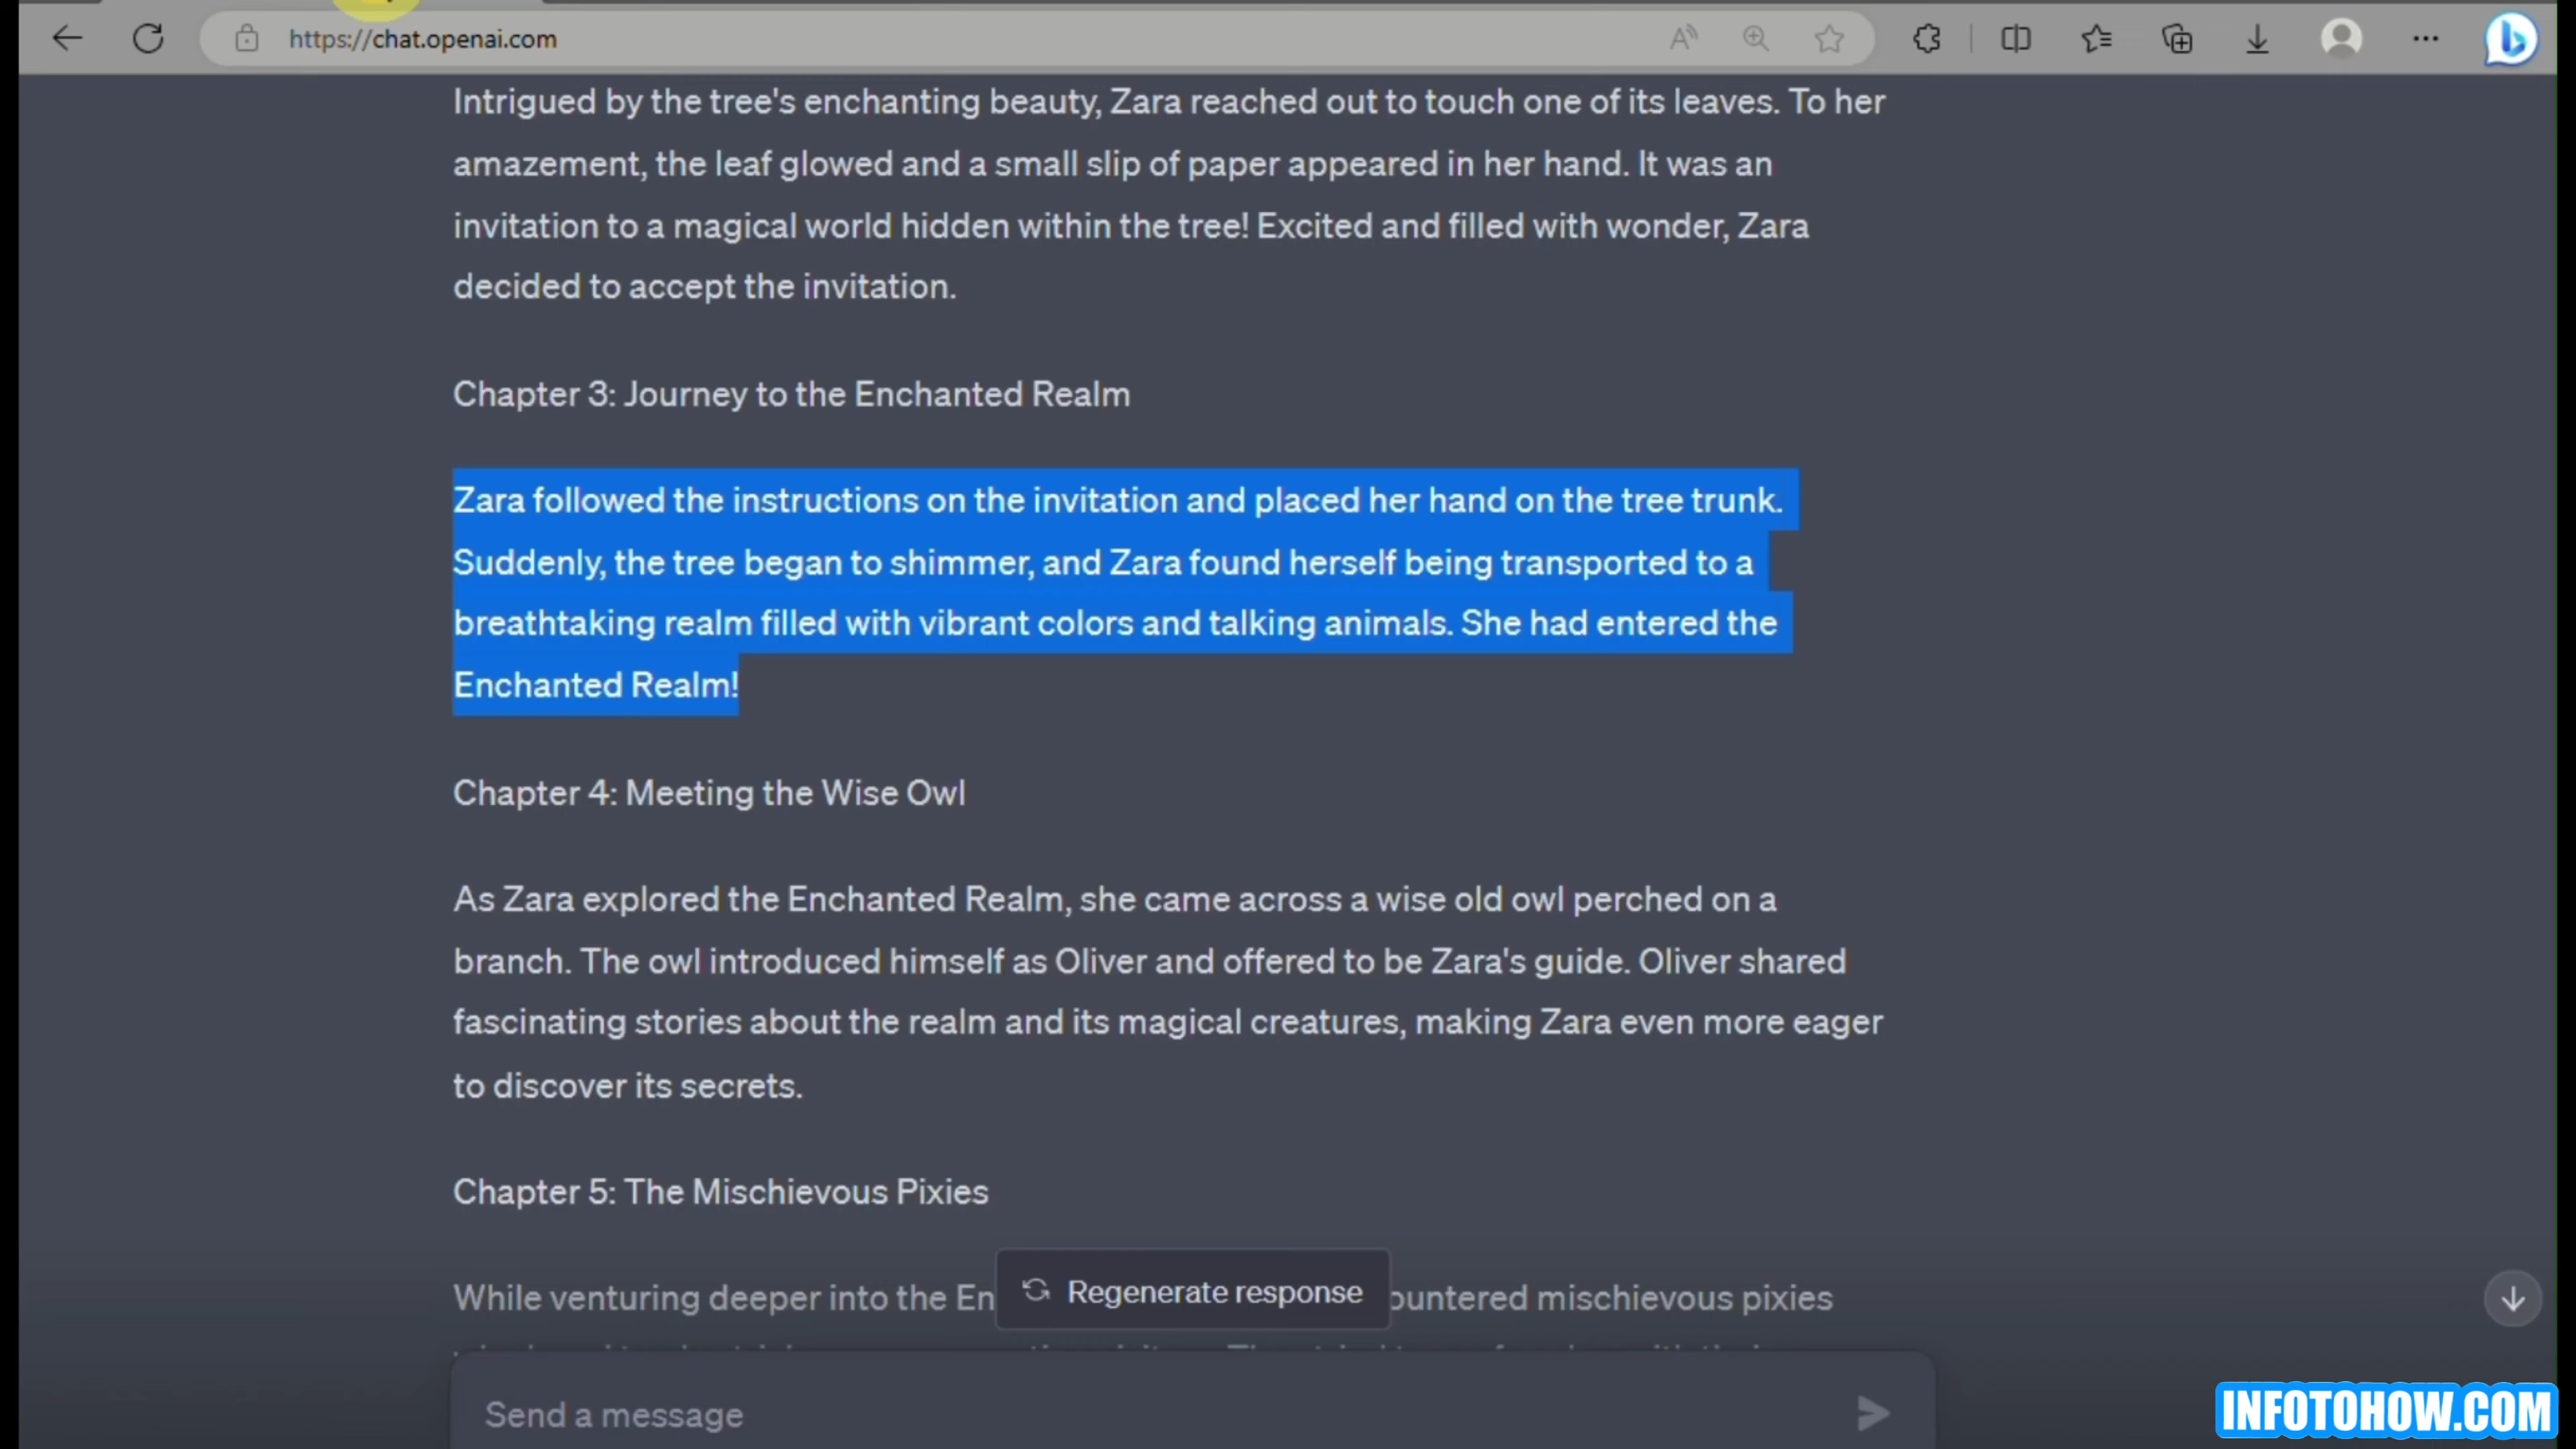 https://chat.openai.com
Intrigued by the tree's enchanting beauty, Zara reached out to touch one of its leaves. To her
amazement, the leaf glowed and a small slip of paper appeared in her hand. It was an
invitation to a magical world hidden within the tree! Excited and filled with wonder, Zara
decided to accept the invitation.
Chapter 3: Journey to the Enchanted Realm
Zara followed the instructions on the invitation and placed her hand on the tree trunk.
Suddenly, the tree began to shimmer, and Zara found herself being transported to a
breathtaking realm filled with vibrant colors and talking animals. She had entered the
Enchanted Realm!
Chapter 4: Meeting the Wise Owl
As Zara explored the Enchanted Realm, she came across a wise old owl perched on a
branch. The owl introduced himself as Oliver and offered to be Zara's guide. Oliver shared
fascinating stories about the realm and its magical creatures, making Zara even more eager
to discover its secrets.
Chapter 5: The Mischievous Pixies
While venturing deeper into the En
Regenerate response
ountered mischievous pixies
Send a message
INFOTOHOW.COM